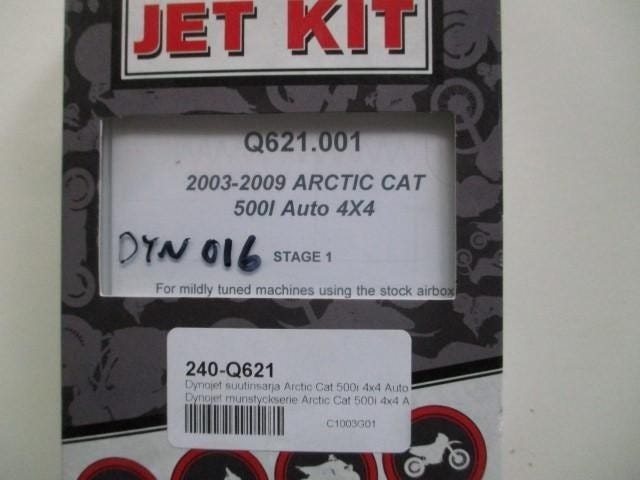 JET KIT
Q621.001
2003-2009 ARCTIC CAT
500I Auto 4X4
DYN 016 STAGE 1
For mildly tuned machines using the stock airbox
240-Q621
Dynojet suutinsarja Arctic Cat 500i 4x4 Auto
Dynojet munstyckserie Arctic Cat 500i 4x4 A
C1003G01